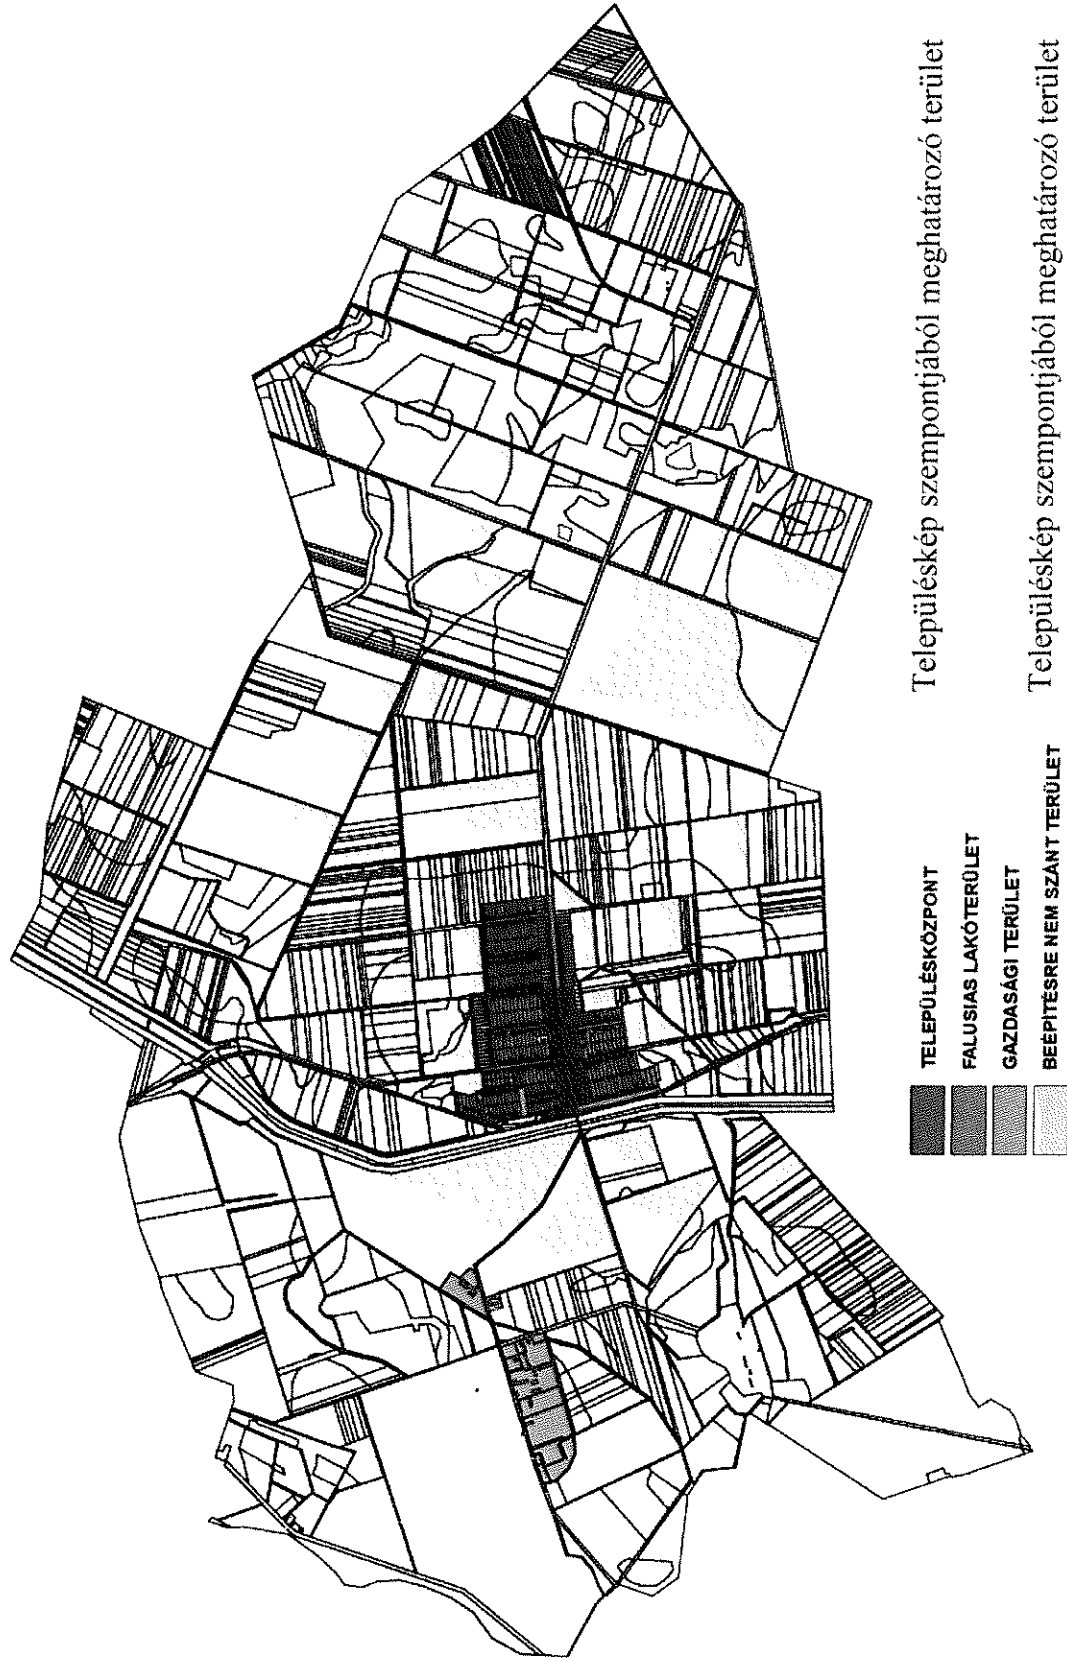 TELEPÜLÉSKÖZPONT Településkép szempontjából meghatározó terület
FALUSIAS LAKÓTERÜLET
GAZDASÁGI TERÜLET
BEÉPÍTÉSRE NEM SZÁNT TERÜLET Településkép szempontjából meghatározó terület